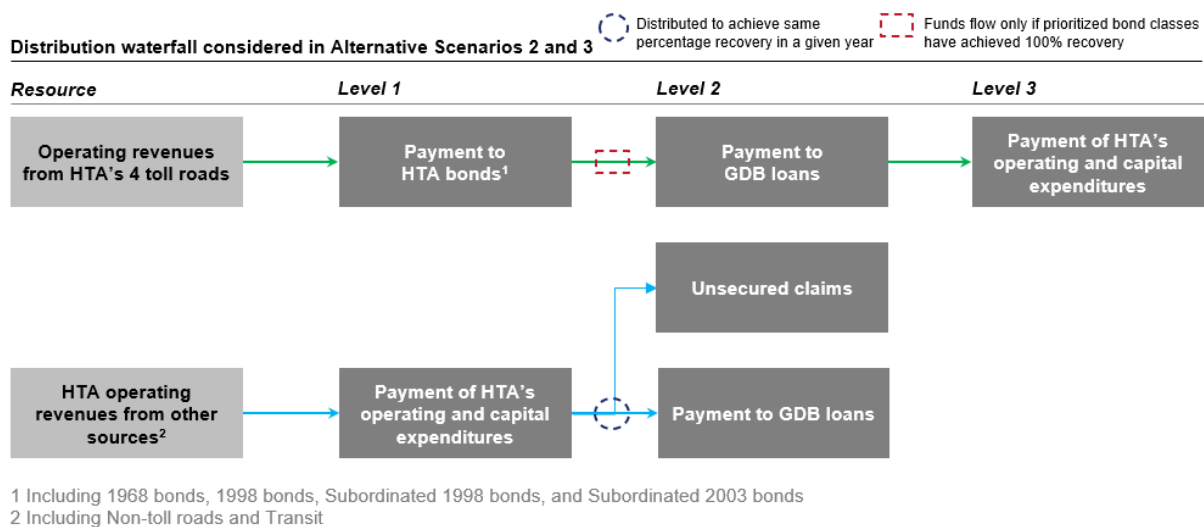 Distribution waterfall considered in Alternative Scenarios 2 and 3
Distributed to achieve same
percentage recovery in a given year
Funds flow only if prioritized bond classes
have achieved 100% recovery
Resource
Level 1
Level 2
Level 3
Operating revenues
from HTA's 4 toll roads
Payment to
HTA bonds1
Payment to
GDB loans
Payment of HTA's
operating and capital
expenditures
Unsecured claims
HTA operating
revenues from other
sources2
Payment of HTA's
operating and capital
expenditures
Payment to GDB loans
1 Including 1968 bonds, 1998 bonds, Subordinated 1998 bonds, and Subordinated 2003 bonds
2 Including Non-toll roads and Transit